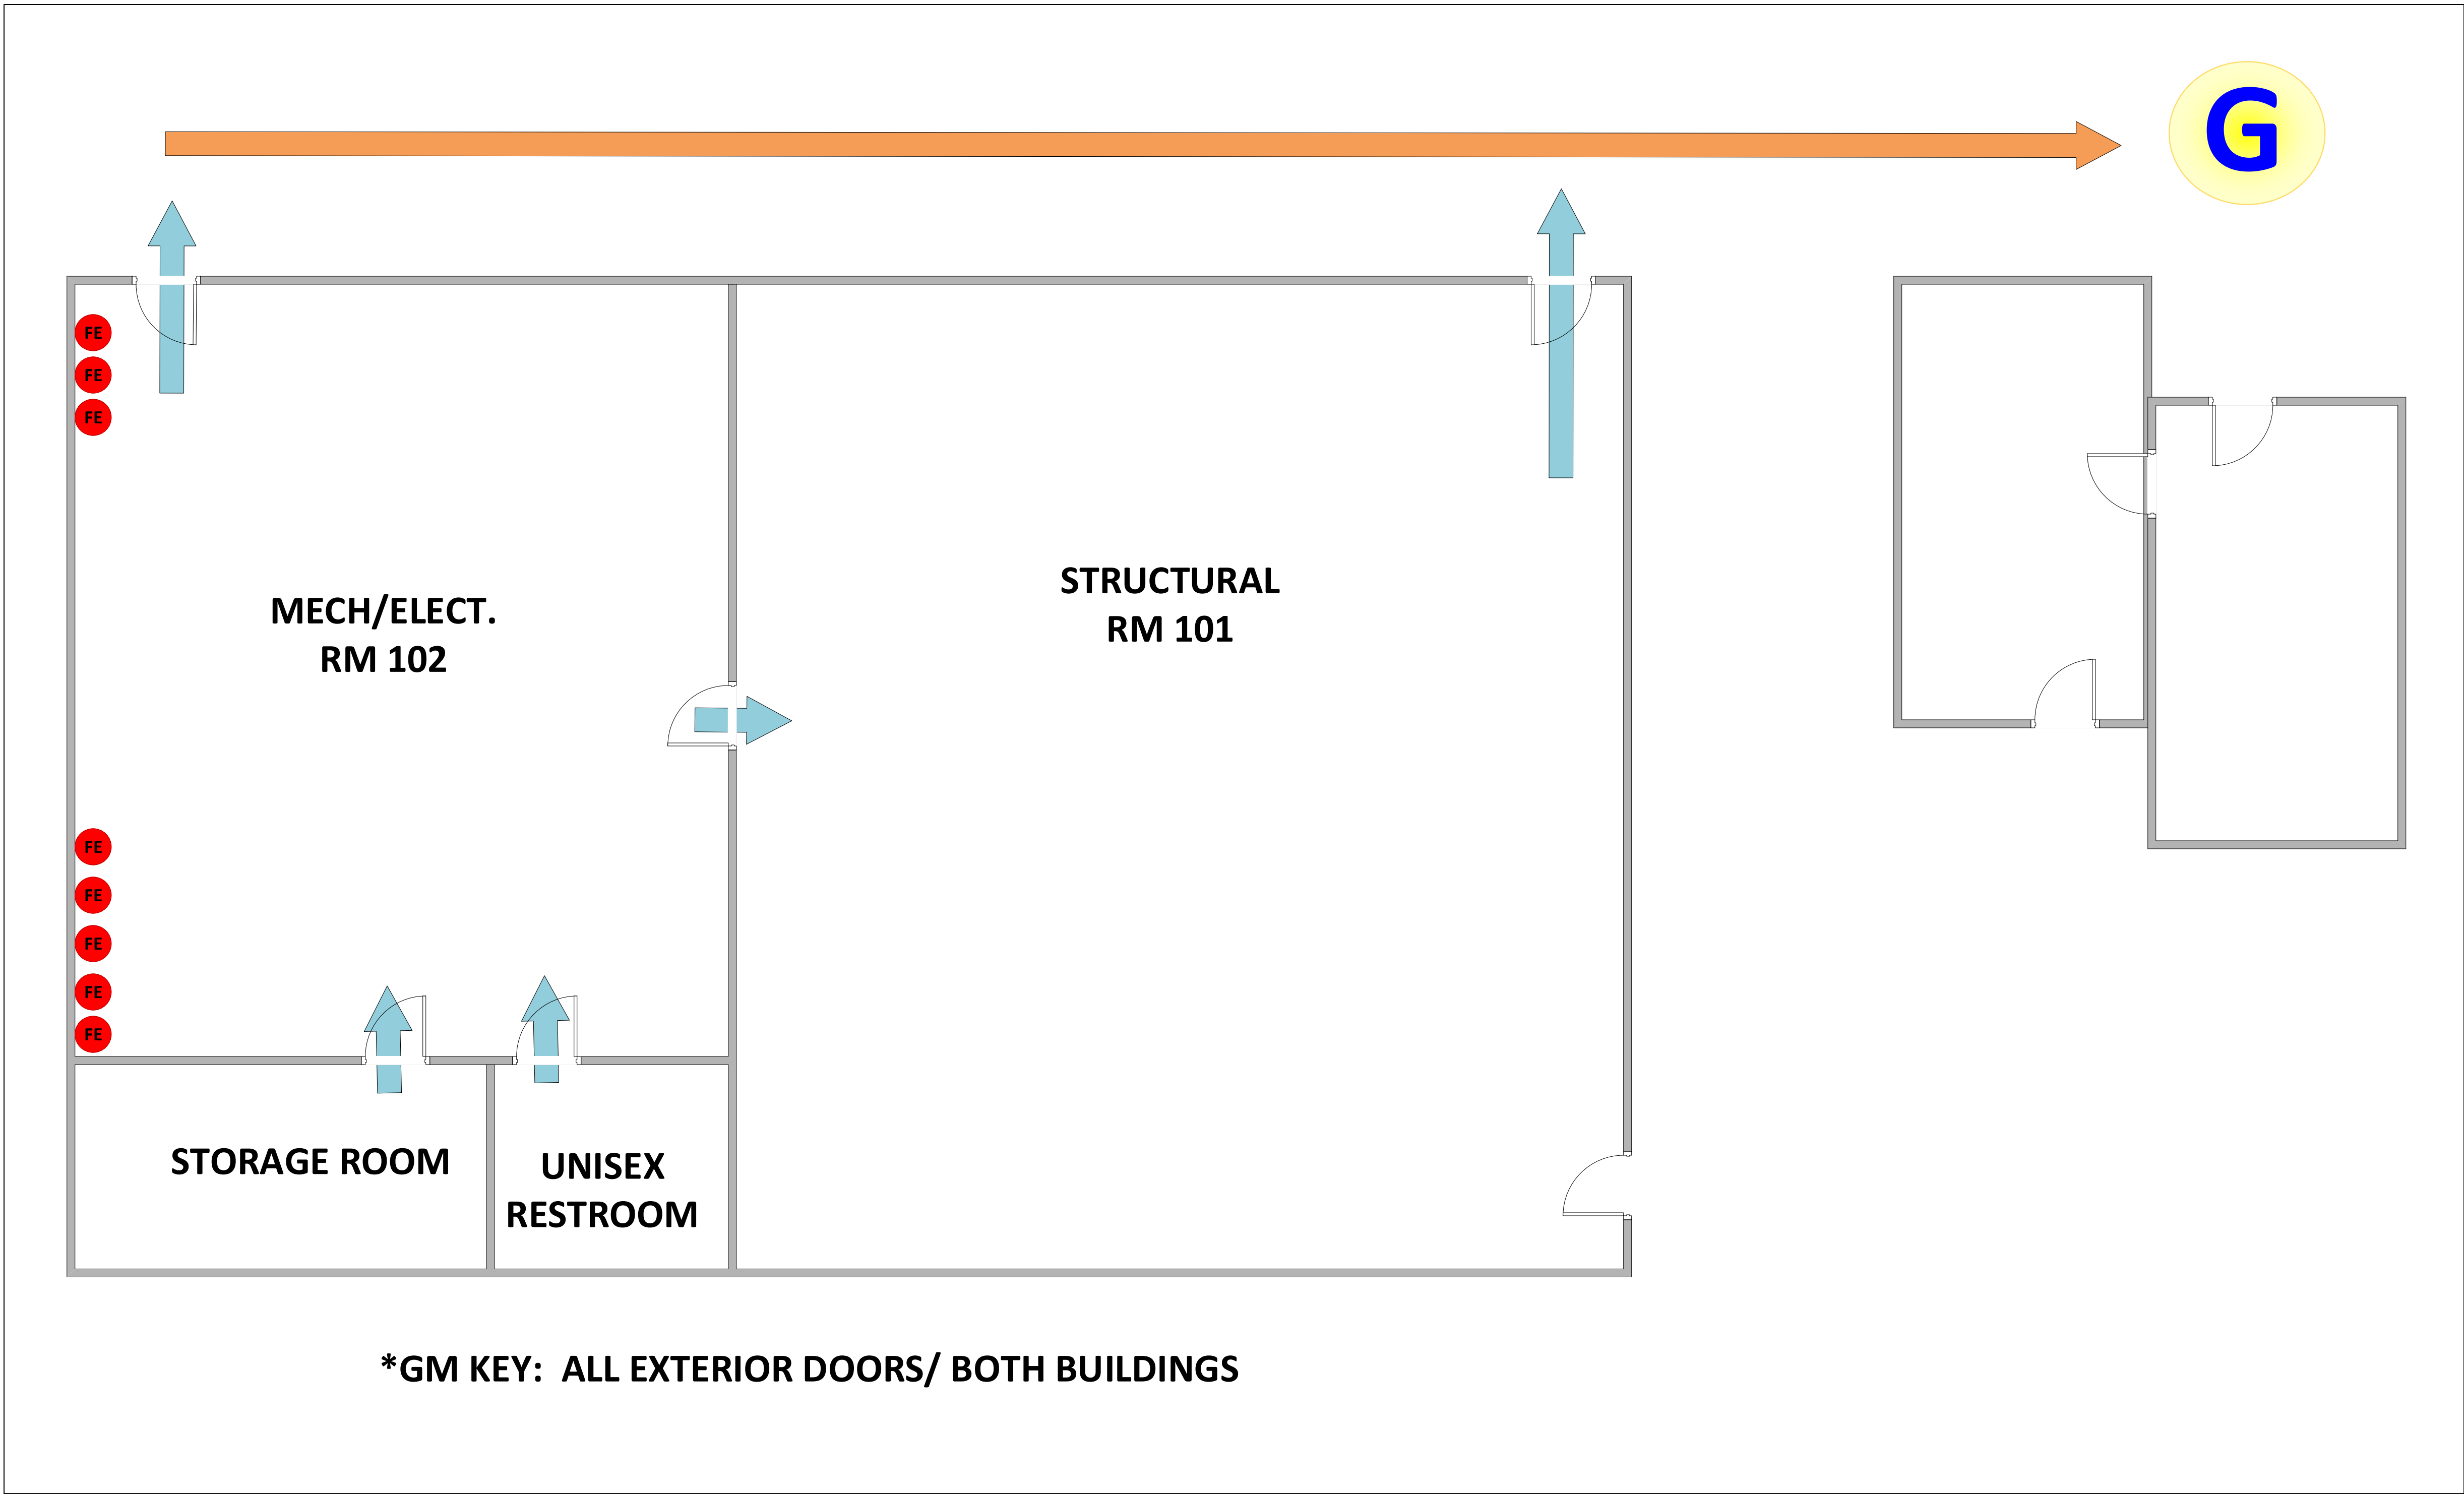 G
FE
FE
FE
STRUCTURAL
RM 101
MECH/ELECT.
RM 102
FE
FE
FE
FE
FE
STORAGE ROOM
UNISEX
RESTROOM
*GM KEY:  ALL EXTERIOR DOORS/ BOTH BUILDINGS